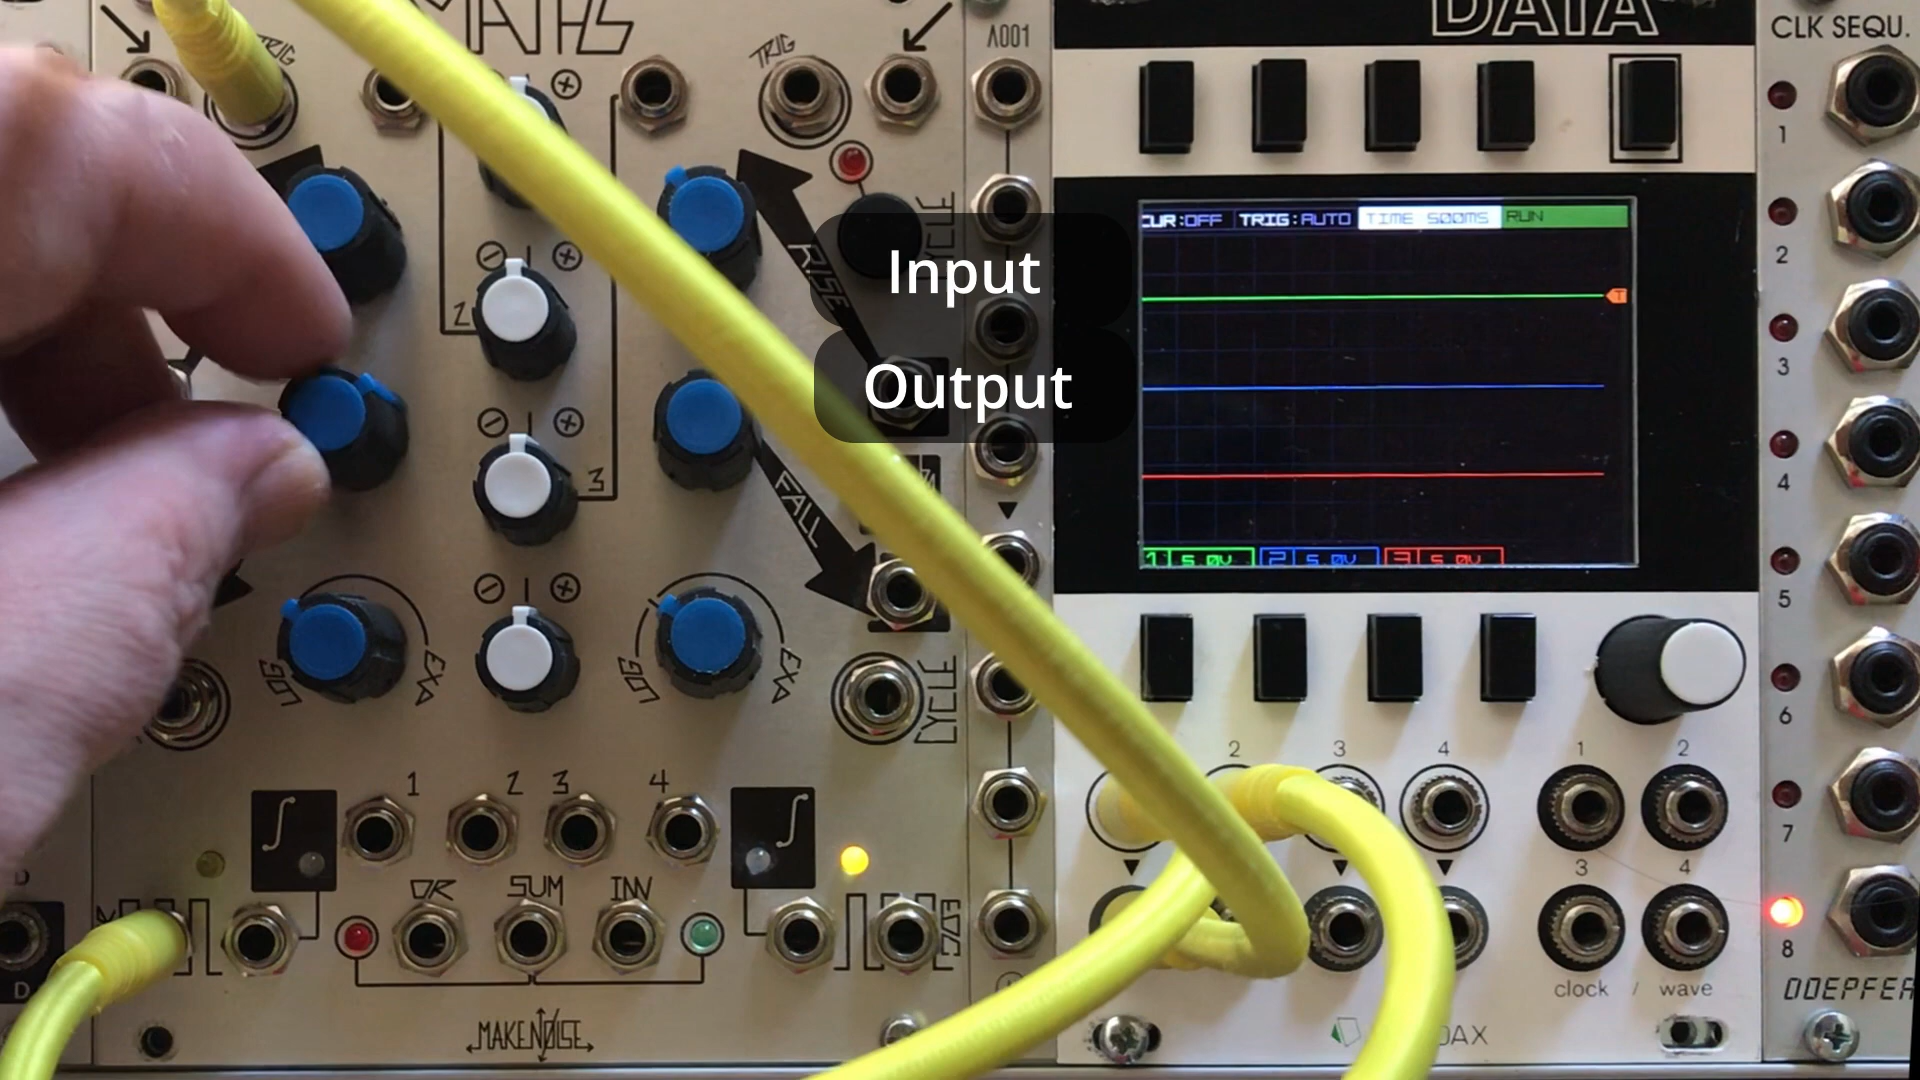 MATHS
DATA
CLK SEQU.
TRIG
TRIG
A001
CUR:OFF TRIG:AUTO TIME 500MS RUN
Input
Output
RISE
CYCLE
2
3
FALL
1 5.0V 2 5.0V 3 5.0V
LOG
EXP
LOG
EXP
CYCLE
1
2
3
4
5
6
7
8
1 2 3 4
2 3 4
1 2
3 4
OR SUM INV
EOC
clock / wave
DOEPFER
MAKENOISE